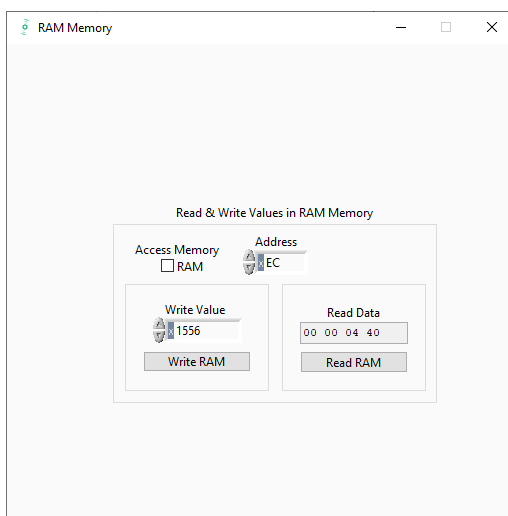 RAM Memory
Read & Write Values in RAM Memory
Access Memory
RAM
Address
x EC
Write Value
x 1556
Write RAM
Read Data
00 00 04 40
Read RAM